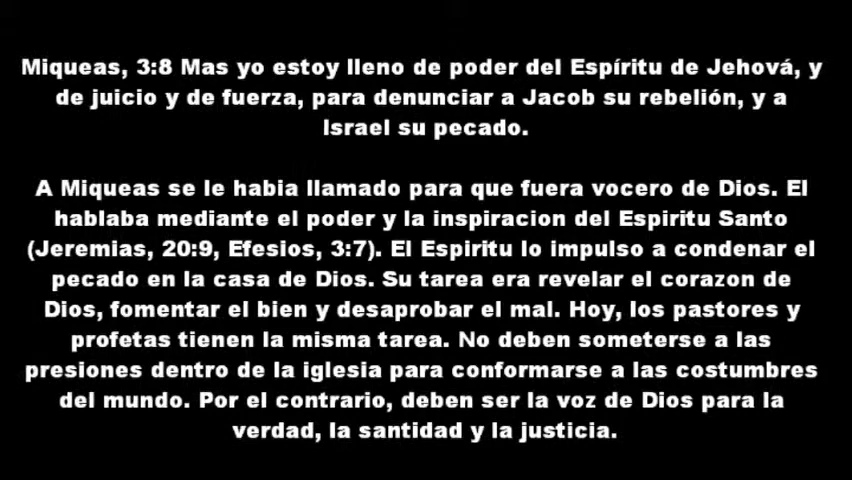 Miqueas, 3:8 Mas yo estoy lleno de poder del Espíritu de Jehová, y
de juicio y de fuerza, para denunciar a Jacob su rebelión, y a
Israel su pecado.
A Miqueas se le habia llamado para que fuera vocero de Dios. El
hablaba mediante el poder y la inspiracion del Espiritu Santo
(Jeremias, 20:9, Efesios, 3:7). El Espiritu lo impulso a condenar el
pecado en la casa de Dios. Su tarea era revelar el corazon de
Dios, fomentar el bien y desaprobar el mal. Hoy, los pastores y
profetas tienen la misma tarea. No deben someterse a las
presiones dentro de la iglesia para conformarse a las costumbres
del mundo. Por el contrario, deben ser la voz de Dios para la
verdad, la santidad y la justicia.